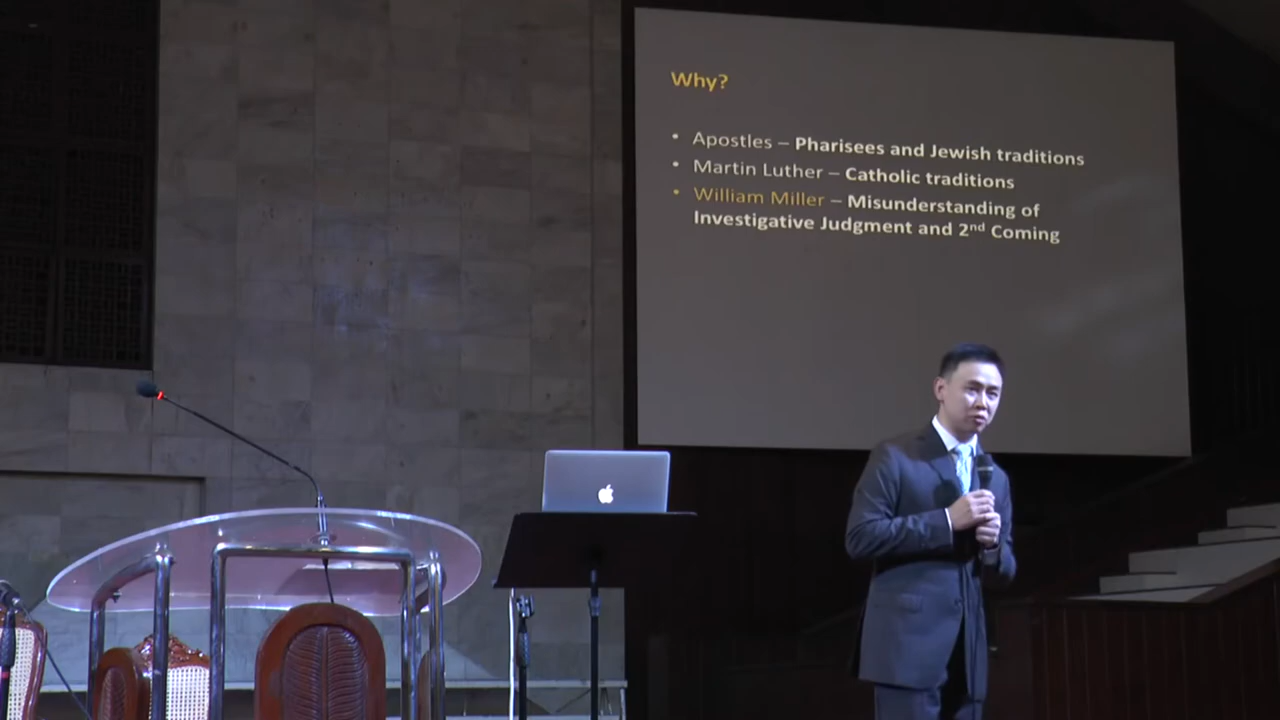 Why?
• Apostles – Pharisees and Jewish traditions
• Martin Luther – Catholic traditions
• William Miller – Misunderstanding of
Investigative Judgment and 2nd Coming